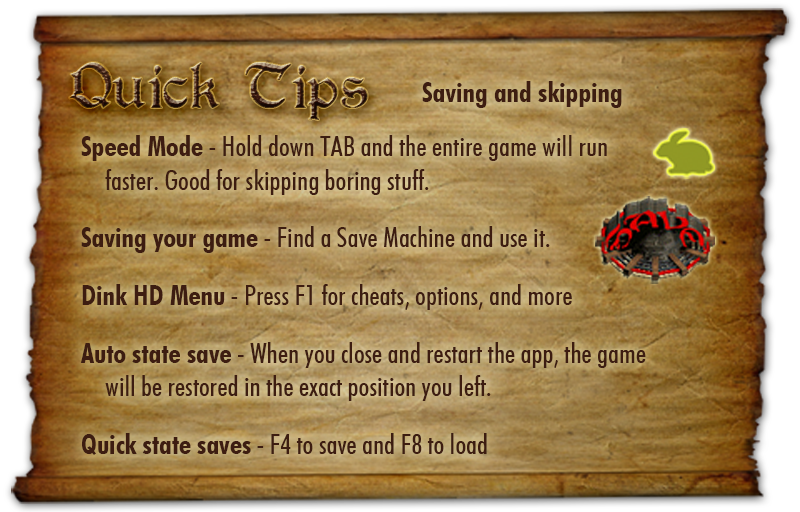 Quick Tips
Saving and skipping
Speed Mode - Hold down TAB and the entire game will run
faster. Good for skipping boring stuff.
Saving your game - Find a Save Machine and use it.
Dink HD Menu - Press F1 for cheats, options, and more
Auto state save - When you close and restart the app, the game
will be restored in the exact position you left.
Quick state saves - F4 to save and F8 to load